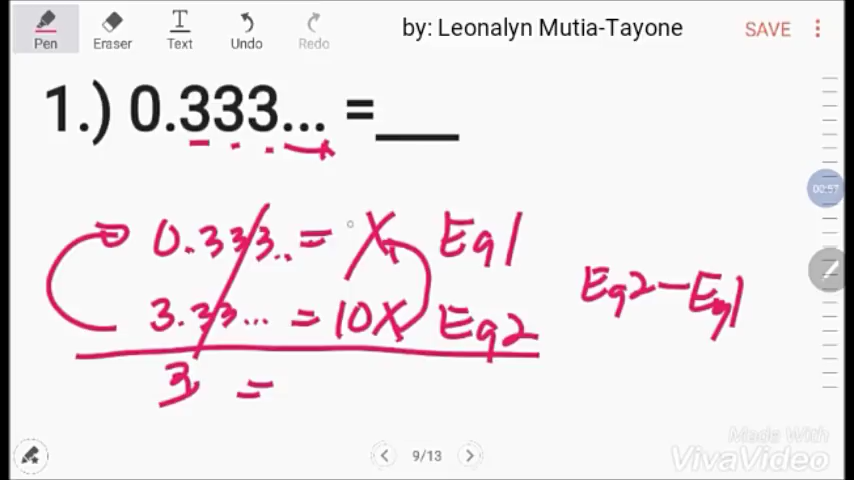 Pen Eraser Text Undo Redo by: Leonalyn Mutia-Tayone SAVE
1.) 0.333... =___
00:57
0.333.. = X Eq1
Eq2-Eq1
3.33... = 10X Eq2
3 =
9/13
Made With
VivaVideo